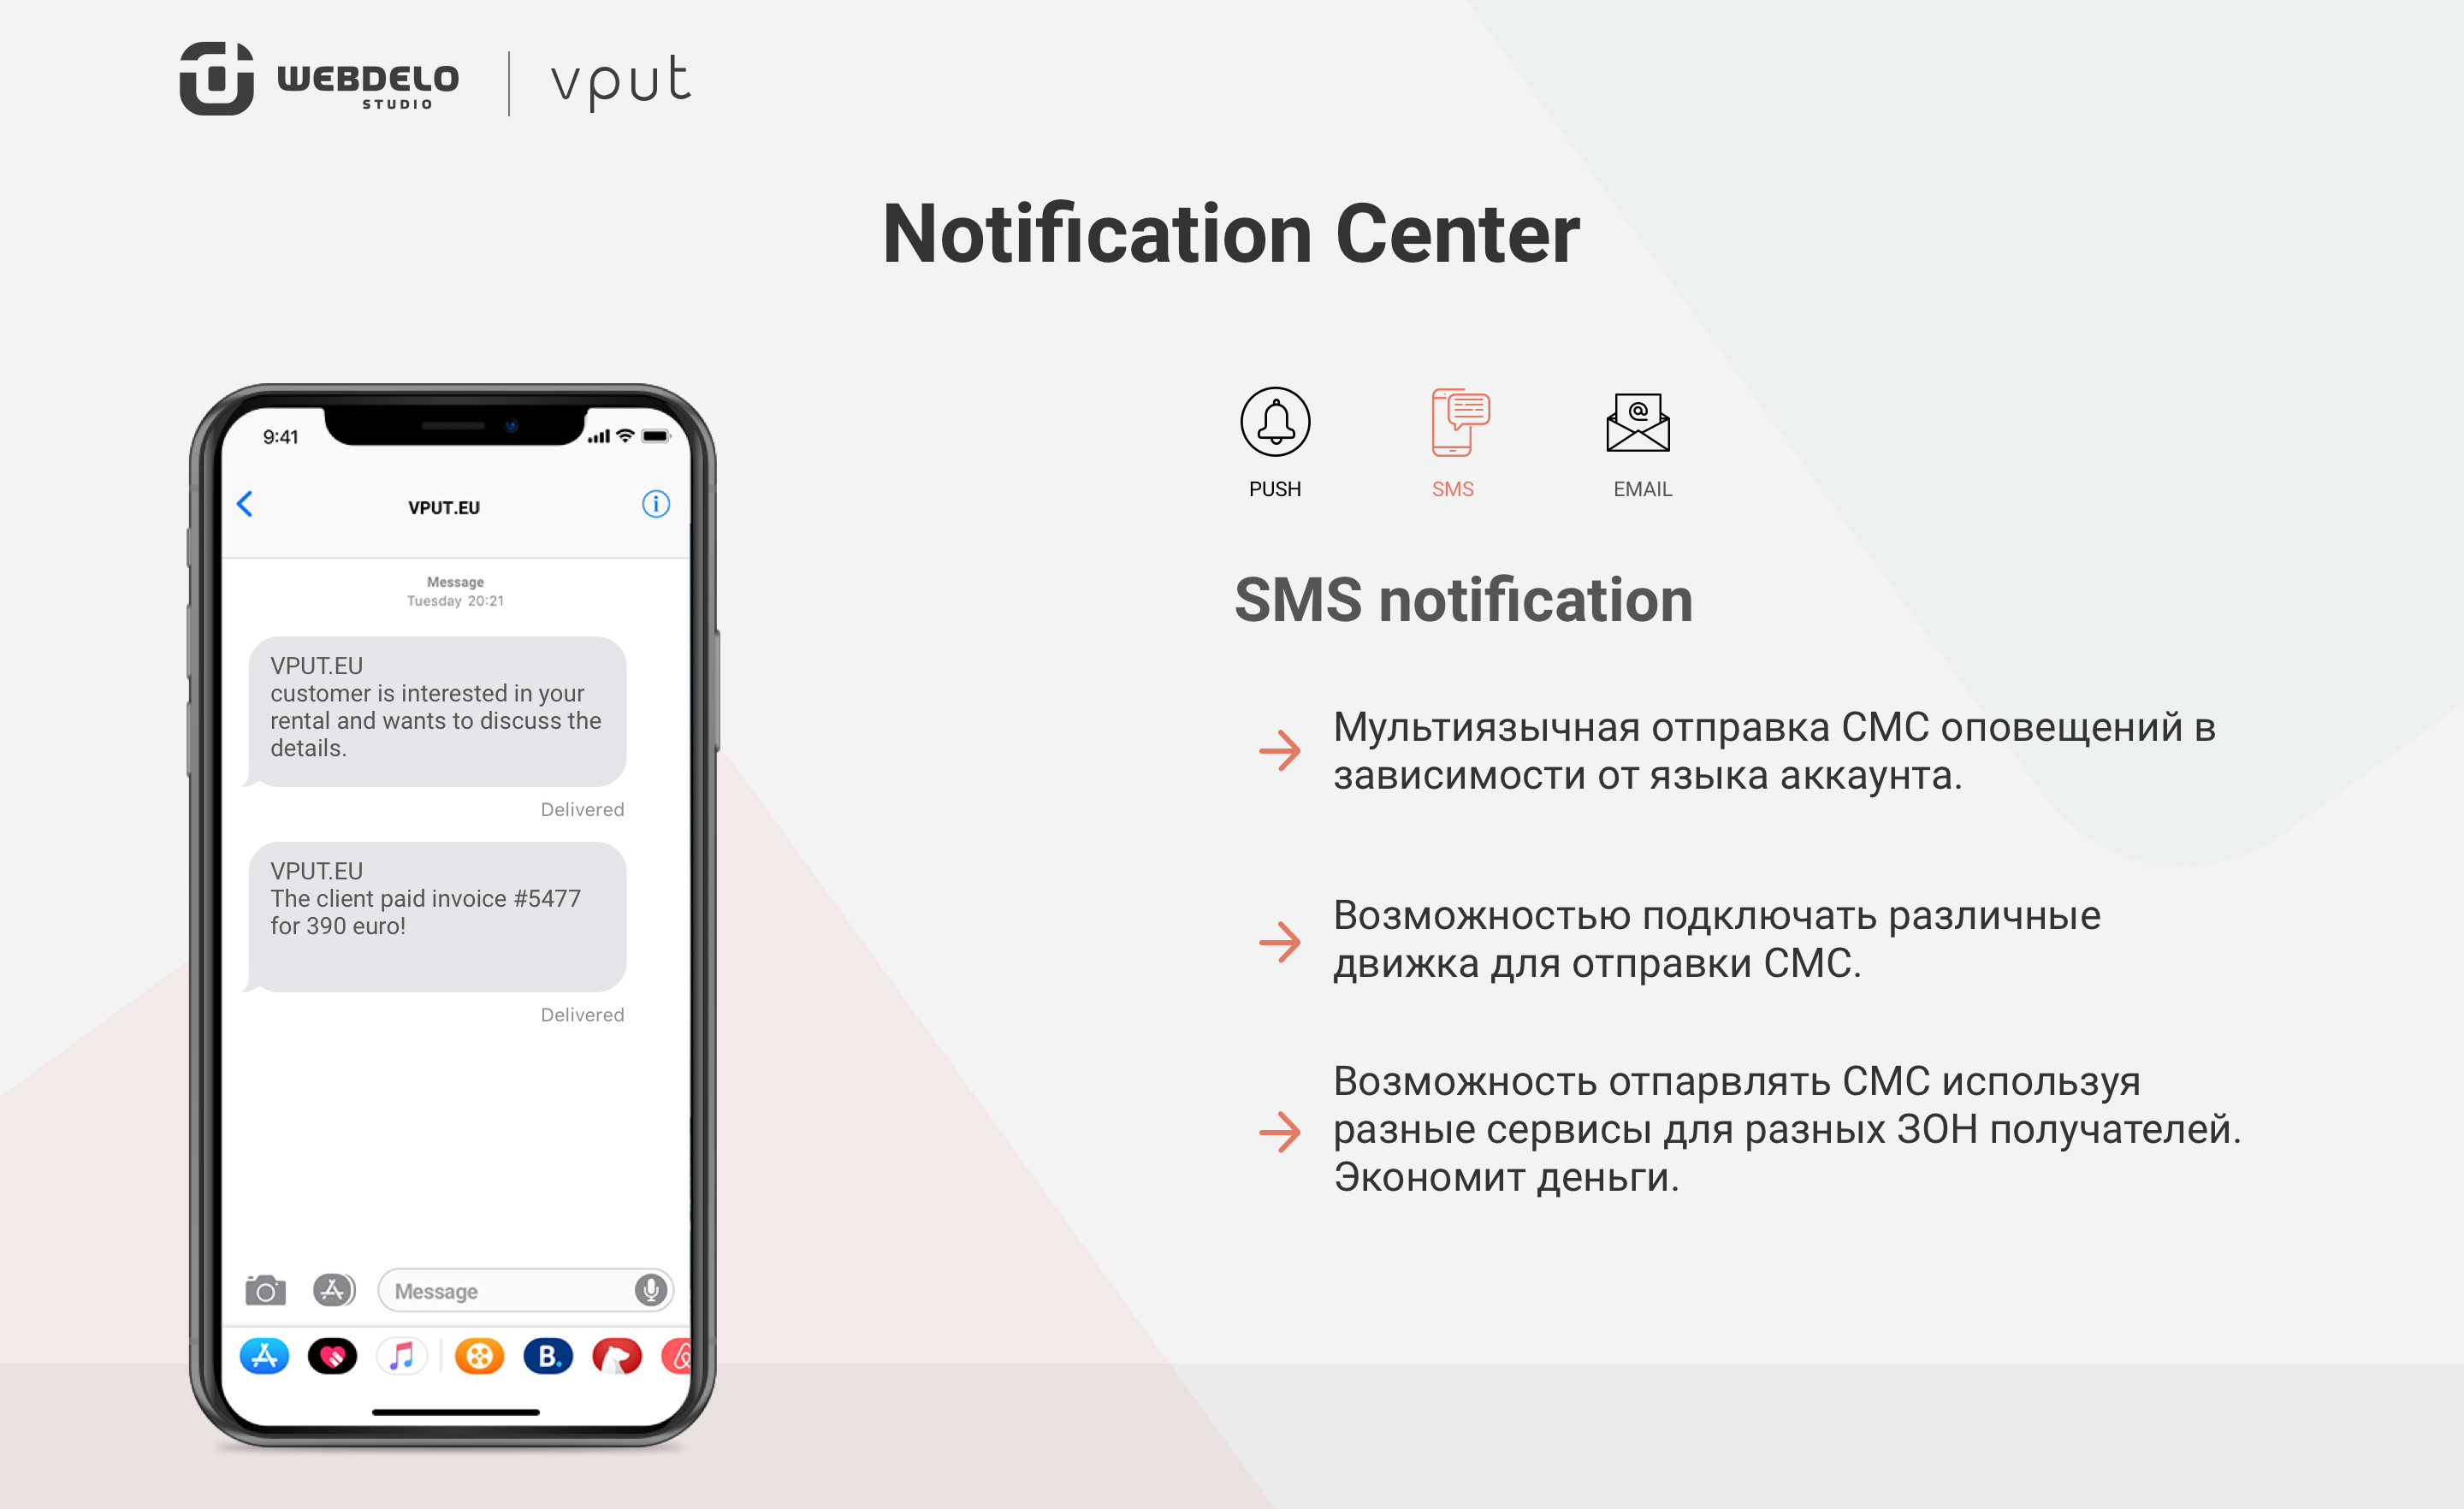 WEBDELO
STUDIO
vput
Notification Center
9:41
VPUT.EU
Message
Tuesday 20:21
VPUT.EU
customer is interested in your
rental and wants to discuss the
details.
Delivered
VPUT.EU
The client paid invoice #5477
for 390 euro!
Delivered
Message
B.
PUSH
SMS
EMAIL
SMS notification
Мультиязычная отправка СМС оповещений в
зависимости от языка аккаунта.
Возможностью подключать различные
движка для отправки СМС.
Возможность отпарвлять СМС используя
разные сервисы для разных ЗОН получателей.
Экономит деньги.